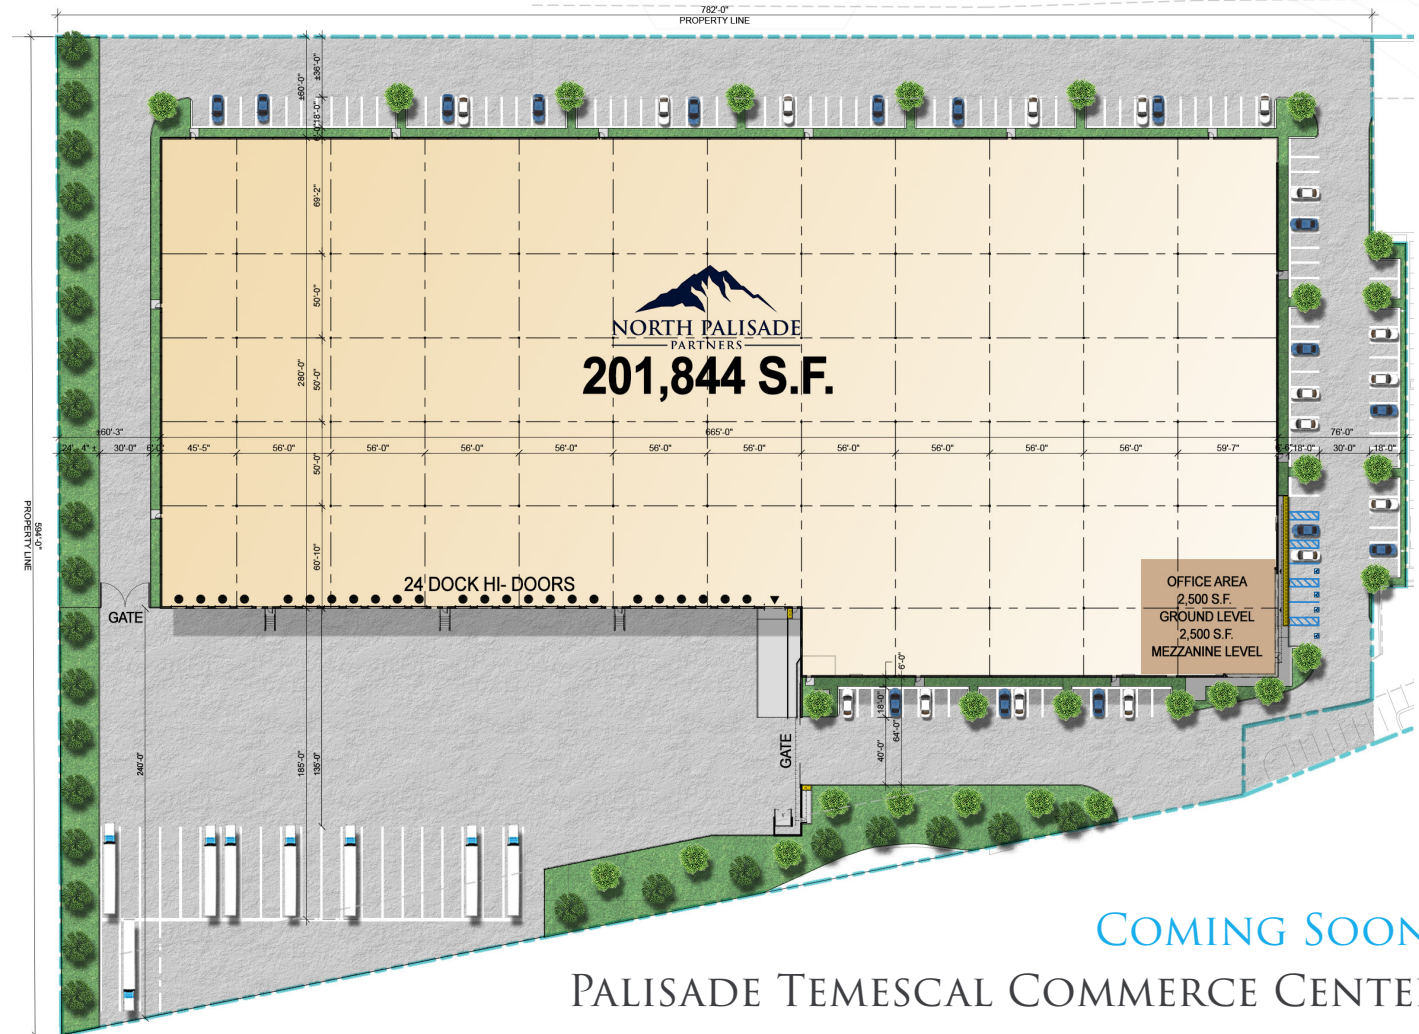 782'-0"
PROPERTY LINE
±60'-0"
±36'-0"
18'-0"
69'-2"
50'-0"
NORTH PALISADE
PARTNERS
201,844 S.F.
280'-0"
50'-0"
±60'-3"
665'-0"
76'-0"
24'-4"± 30'-0" 45'-5" 56'-0" 56'-0" 56'-0" 56'-0" 56'-0" 56'-0" 56'-0" 56'-0" 56'-0" 56'-0" 59'-7" 18'-0" 30'-0" 18'-0"
50'-0"
594'-0"
PROPERTY LINE
60'-10"
24 DOCK HI- DOORS
OFFICE AREA
2,500 S.F.
GROUND LEVEL
2,500 S.F.
MEZZANINE LEVEL
GATE
6'-0"
18'-0"
64'-0"
40'-0"
GATE
240'-0"
185'-0"
135'-0"
COMING SOON
PALISADE TEMESCAL COMMERCE CENTE